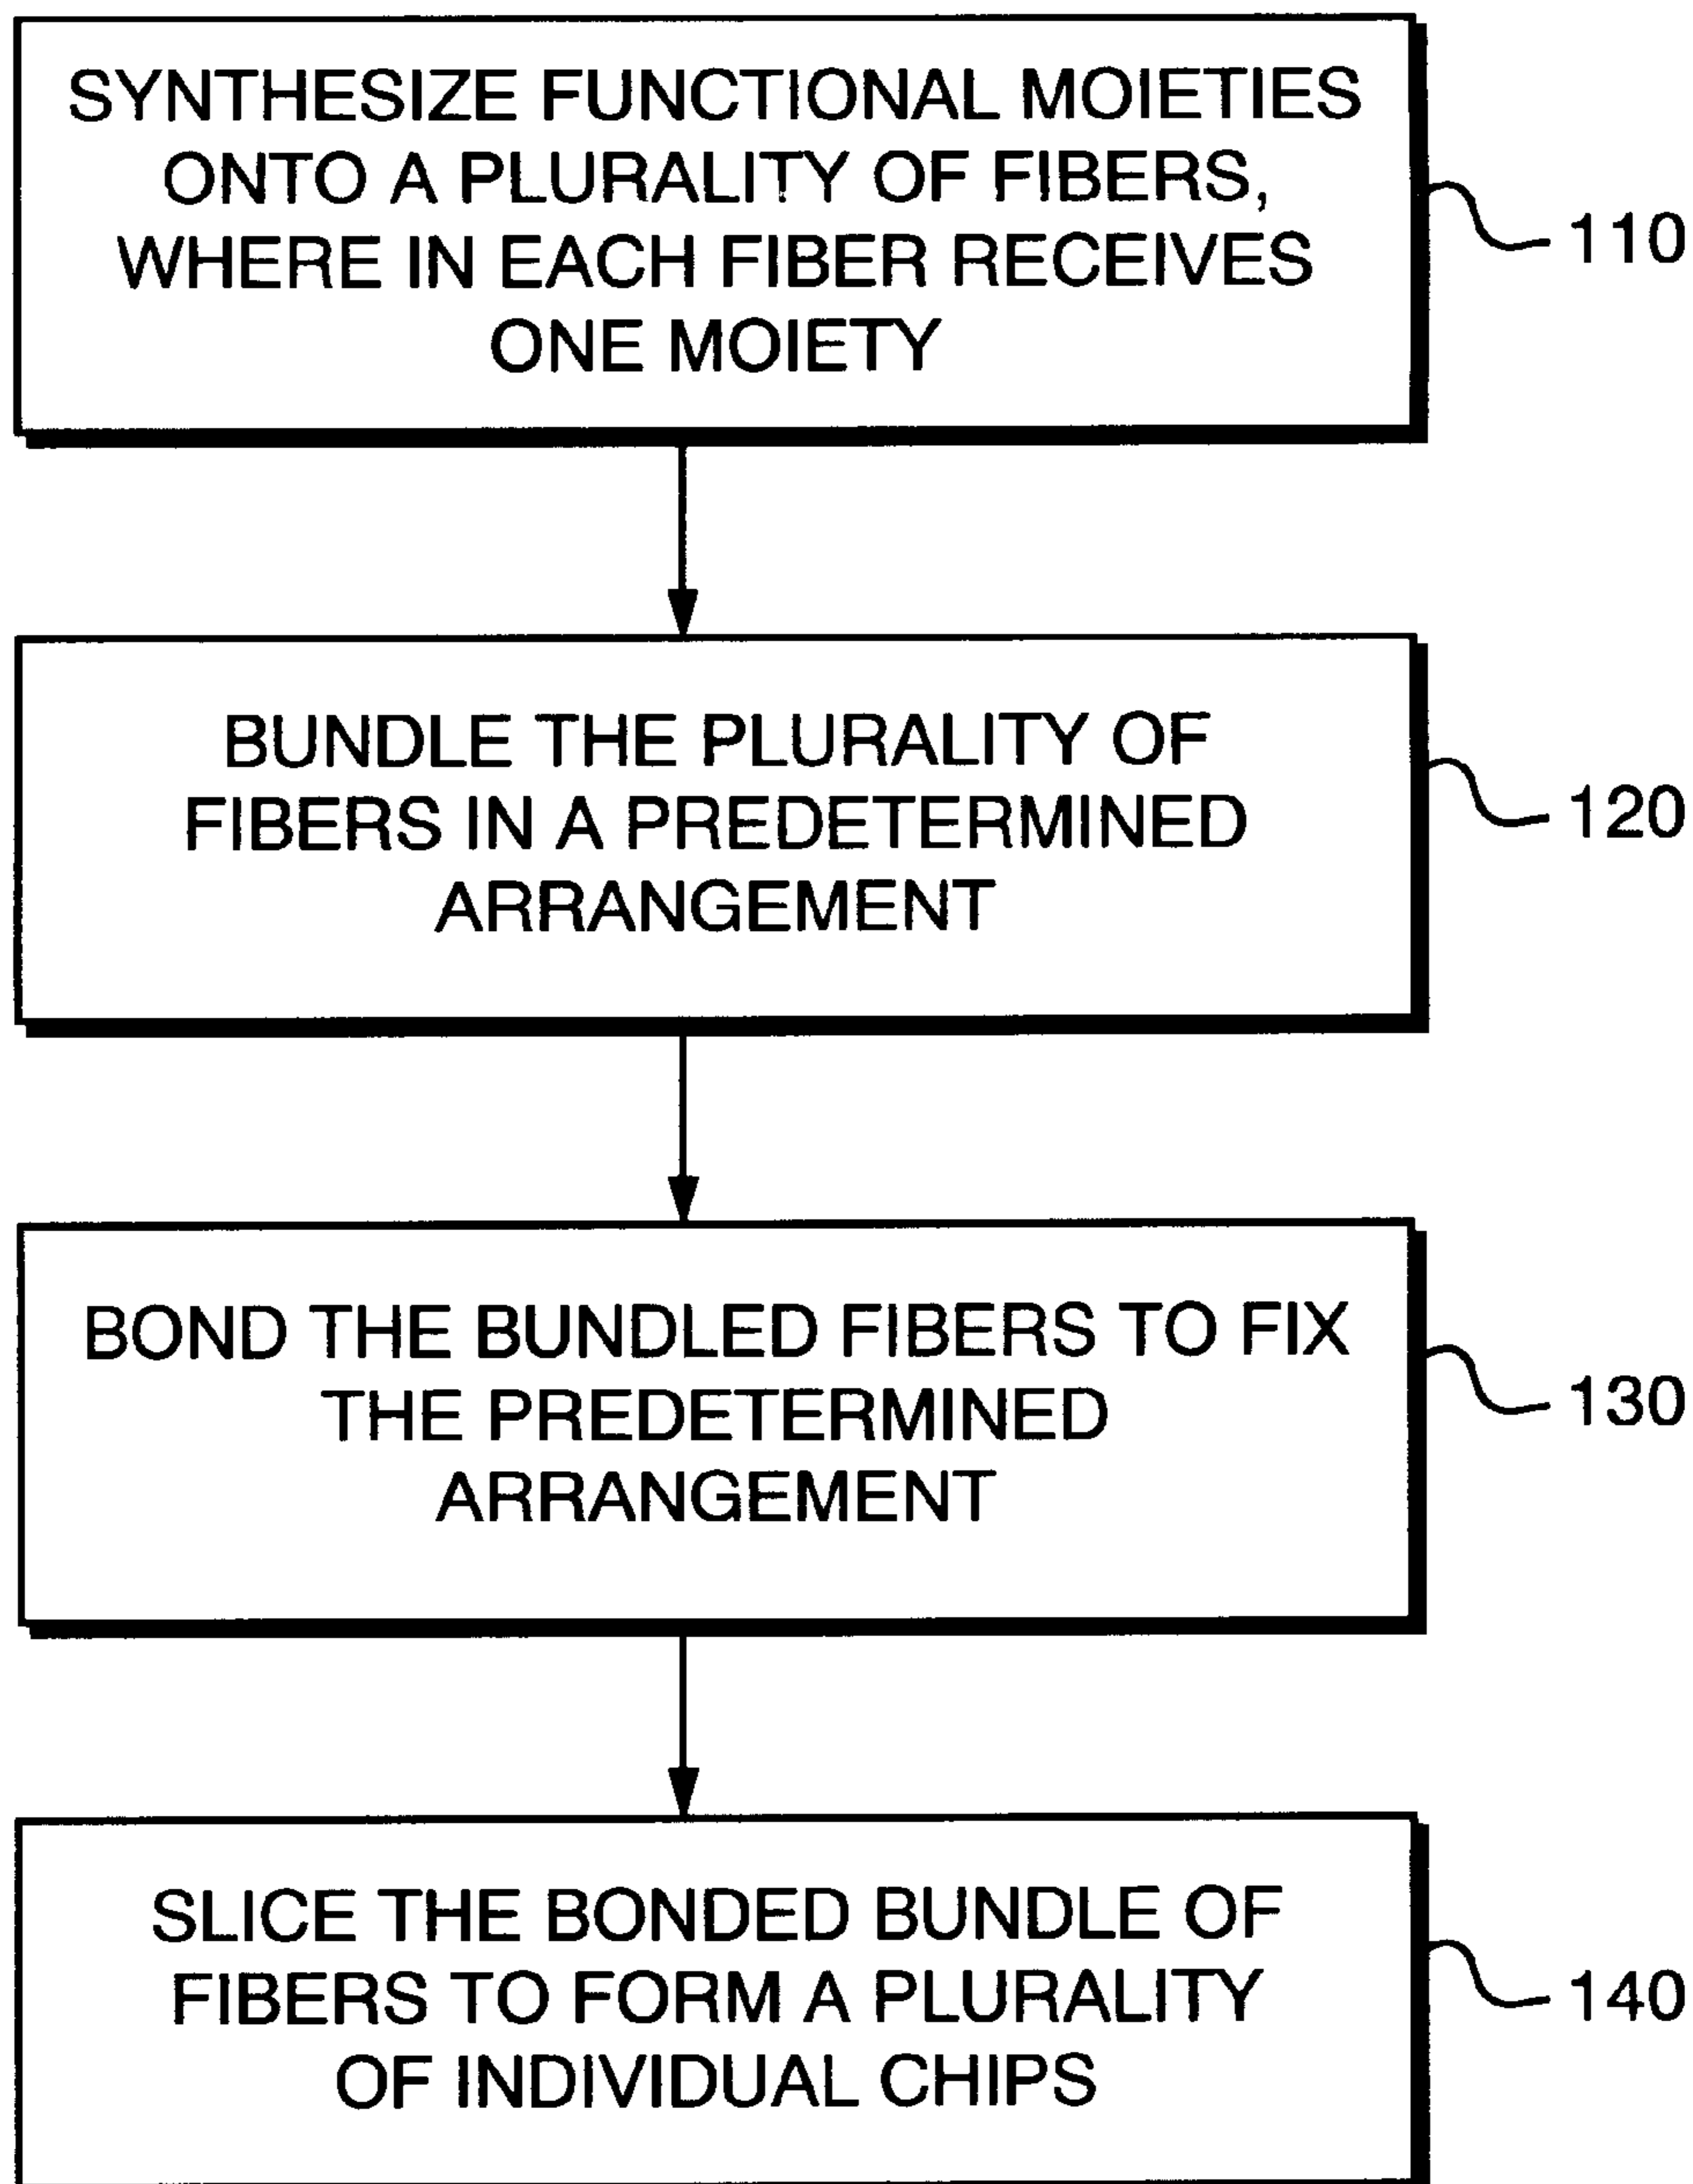 SYNTHESIZE FUNCTIONAL MOIETIES
ONTO A PLURALITY OF FIBERS,
WHERE IN EACH FIBER RECEIVES
ONE MOIETY
110
BUNDLE THE PLURALITY OF
FIBERS IN A PREDETERMINED
ARRANGEMENT
120
BOND THE BUNDLED FIBERS TO FIX
THE PREDETERMINED
ARRANGEMENT
130
SLICE THE BONDED BUNDLE OF
FIBERS TO FORM A PLURALITY
OF INDIVIDUAL CHIPS
140